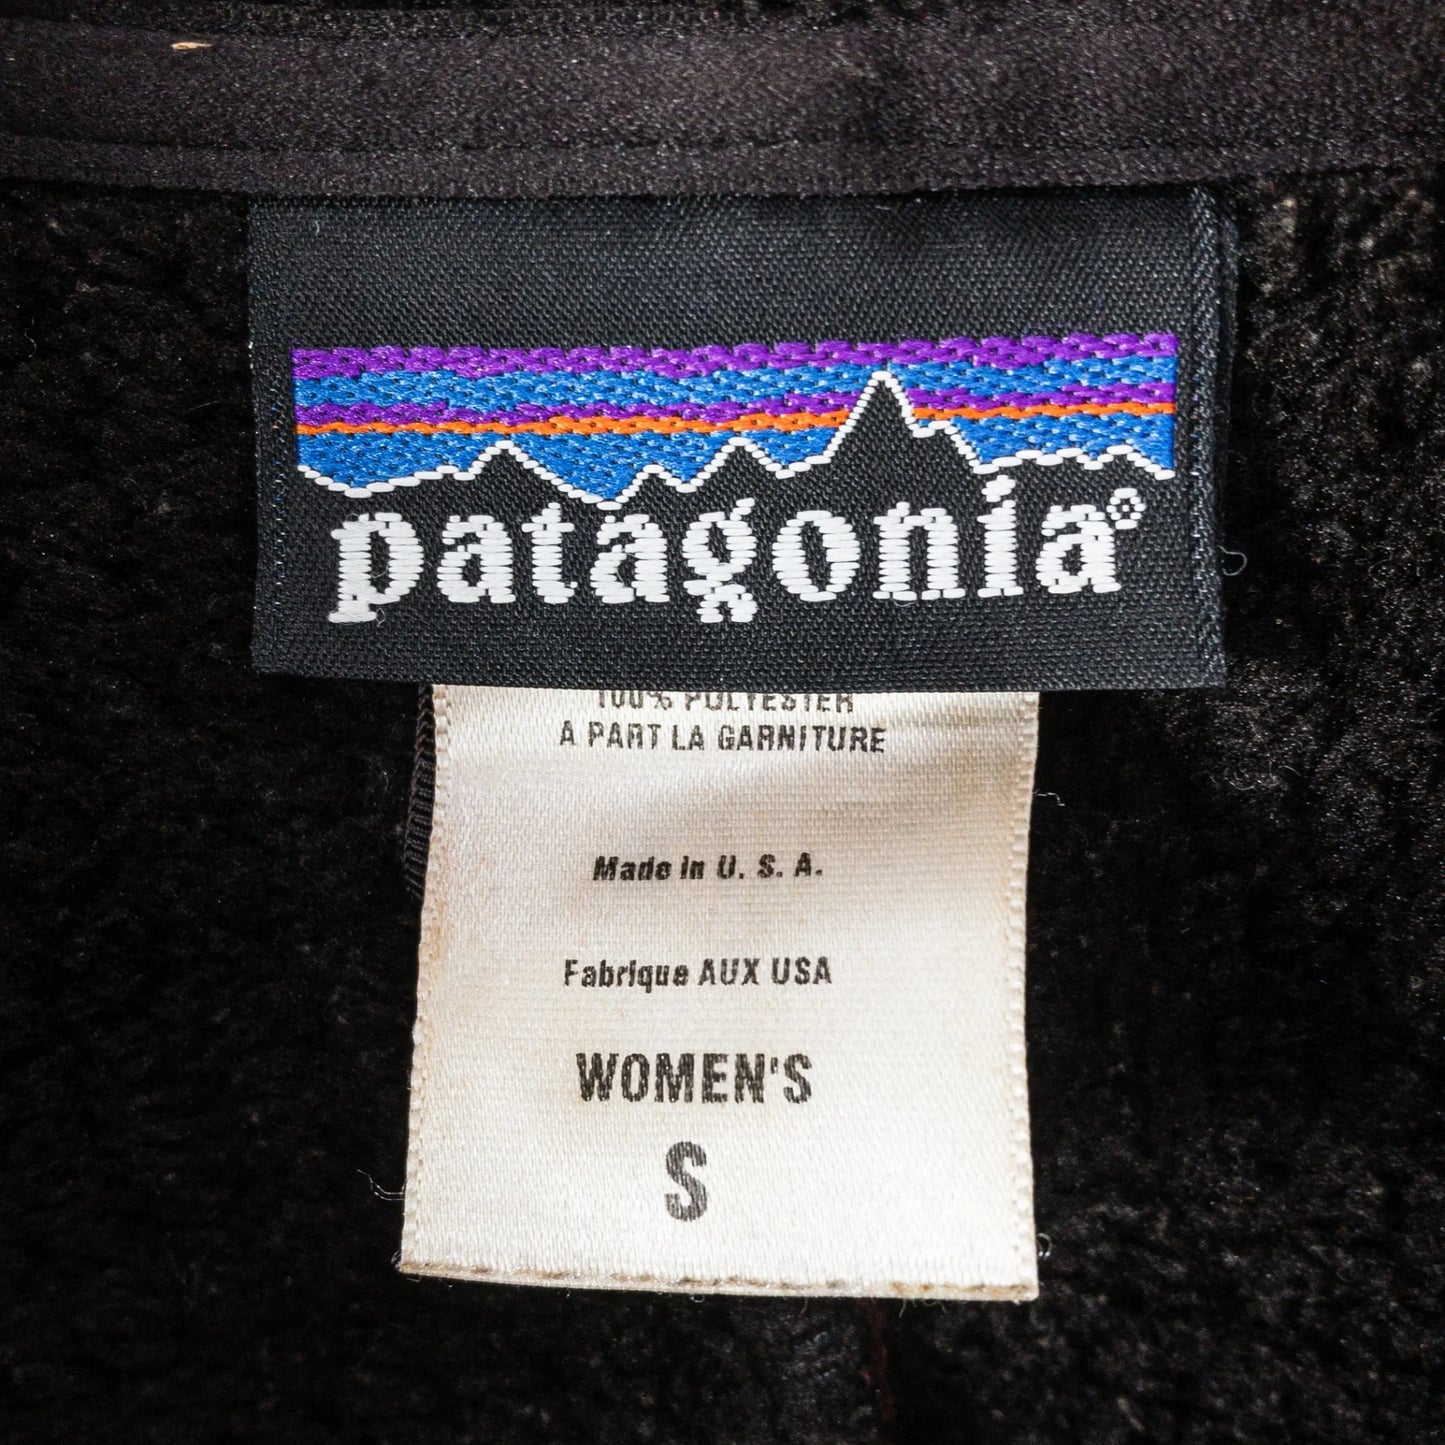 patagonia®
100% POLYESTER
A PART LA GARNITURE
Made in U. S. A.
Fabrique AUX USA
WOMEN'S
S